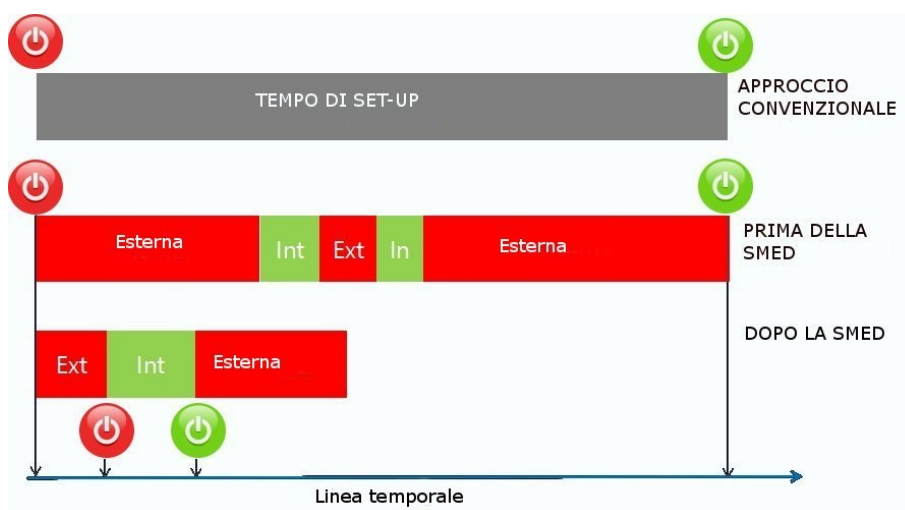 TEMPO DI SET-UP
APPROCCIO
CONVENZIONALE
Esterna
Int
Ext
In
Esterna
PRIMA DELLA
SMED
Ext
Int
Esterna
DOPO LA SMED
Linea temporale